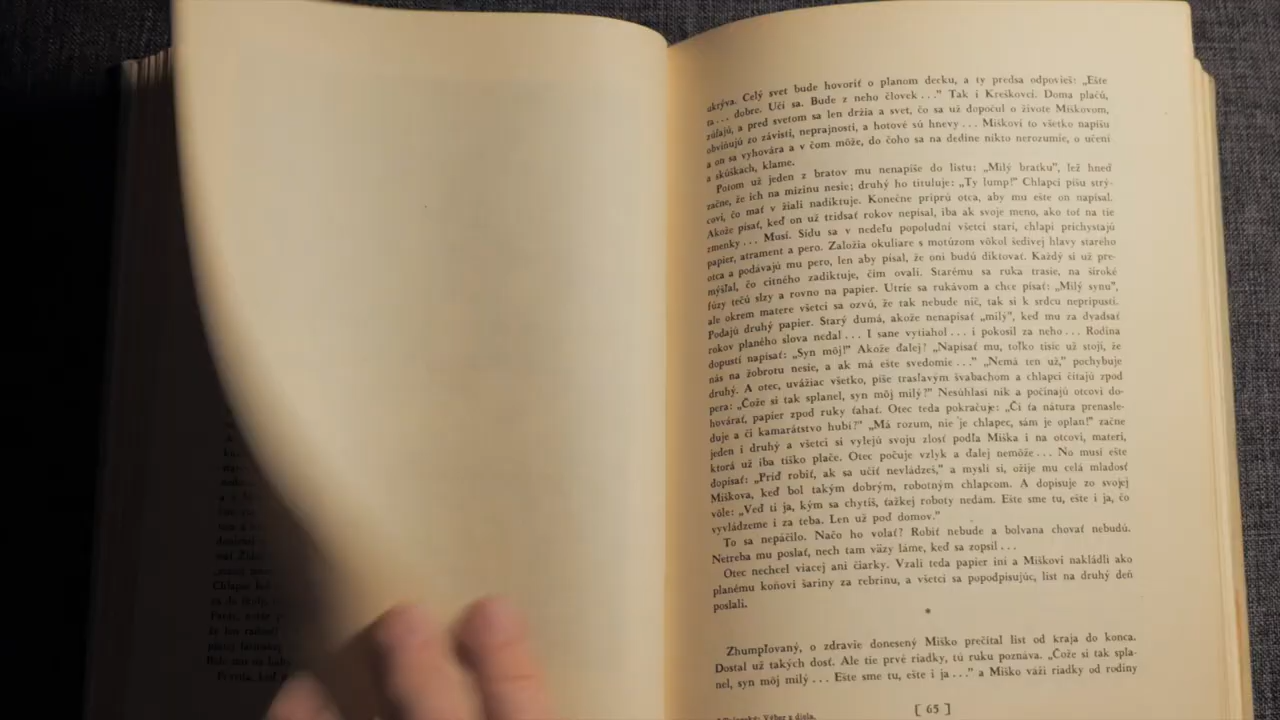 ukrýva. Celý svet bude hovoriť o planom decku, a ty predsa odpovieš: „Ešte
ta... dobre. Učí sa. Bude z neho človek...” Tak i Kreškovci. Doma plačú,
zúfajú, a pred svetom sa len držia a svet, čo sa už dopočul o živote Miškovom,
obviňujú zo závisti, neprajnosti, a hotové sú hnevy... Miškovi to všetko napíšu
a on sa vyhovára a v čom môže, do čoho sa na dedine nikto nerozumie, o učení
a skúškach, klame.
Potom už jeden z bratov mu nenapíše do listu: „Milý bratku”, lež hneď
začne, že ich na mizinu nesie; druhý ho tituluje: „Ty lump!” Chlapci píšu strý-
covi, čo mať v žiali nadiktuje. Konečne priprú otca, aby mu ešte on napísal.
Akože písať, keď on už tridsať rokov nepísal, iba ak svoje meno, ako toť na tie
zmenky... Musí. Sídu sa v nedeľu popoludní všetci starí, chlapi prichystajú
papier, atrament a pero. Založia okuliare s motúzom vôkol šedivej hlavy starého
otca a podávajú mu pero, len aby písal, že oni budú diktovať. Každý si už pre-
mýšľal, čo citného zadiktuje, čím ovalí. Starému sa ruka trasie, na široké
fúzy tečú slzy a rovno na papier. Utrie sa rukávom a chce písať: „Milý synu”,
ale okrem matere všetci sa ozvú, že tak nebude nič, tak si k srdcu nepripustí.
Podajú druhý papier. Starý dumá, akože nenapísať „milý”, keď mu za dvadsať
rokov planého slova nedal... I sane vytiahol... i pokosil za neho... Rodina
dopustí napísať: „Syn môj!” Akože ďalej? „Napísať mu, toľko tisíc už stojí, že
nás na žobrotu nesie, a ak má ešte svedomie...” „Nemá ten už,” pochybuje
druhý. A otec, uvážiac všetko, píše traslavým švabachom a chlapci čítajú zpod
pera: „Čože si tak splanel, syn môj milý?” Nesúhlasí nik a počínajú otcovi do-
hovárať, papier zpod ruky ťahať. Otec teda pokračuje: „Či ťa nátura prenasle-
duje a či kamarátstvo hubí?” „Má rozum, nie je chlapec, sám je oplan!” začne
jeden i druhý a všetci si vylejú svoju zlosť podľa Miška i na otcovi, materi,
ktorá už iba tíško plače. Otec počuje vzlyk a ďalej nemôže... No musí ešte
dopísať: „Príď robiť, ak sa učiť nevládzeš,” a myslí si, ožije mu celá mladosť
Miškova, keď bol takým dobrým, robotným chlapcom. A dopisuje zo svojej
vôle: „Veď ti ja, kým sa chytíš, ťažkej roboty nedám. Ešte sme tu, ešte i ja, čo
vyvládzeme i za teba. Len už poď domov.”
To sa nepáčilo. Načo ho volať? Robiť nebude a bolvana chovať nebudú.
Netreba mu poslať, nech tam väzy láme, keď sa zopsil...
Otec nechcel viacej ani čiarky. Vzali teda papier iní a Miškovi nakládli ako
planému koňovi šariny za rebrinu, a všetci sa popodpisujúc, list na druhý deň
poslali.
*
Zhumpľovaný, o zdravie donesený Miško prečítal list od kraja do konca.
Dostal už takých dosť. Ale tie prvé riadky, tú ruku poznáva. „Čože si tak spla-
nel, syn môj milý... Ešte sme tu, ešte i ja...” a Miško váži riadky od rodiny
Výber z diela.
[ 65 ]